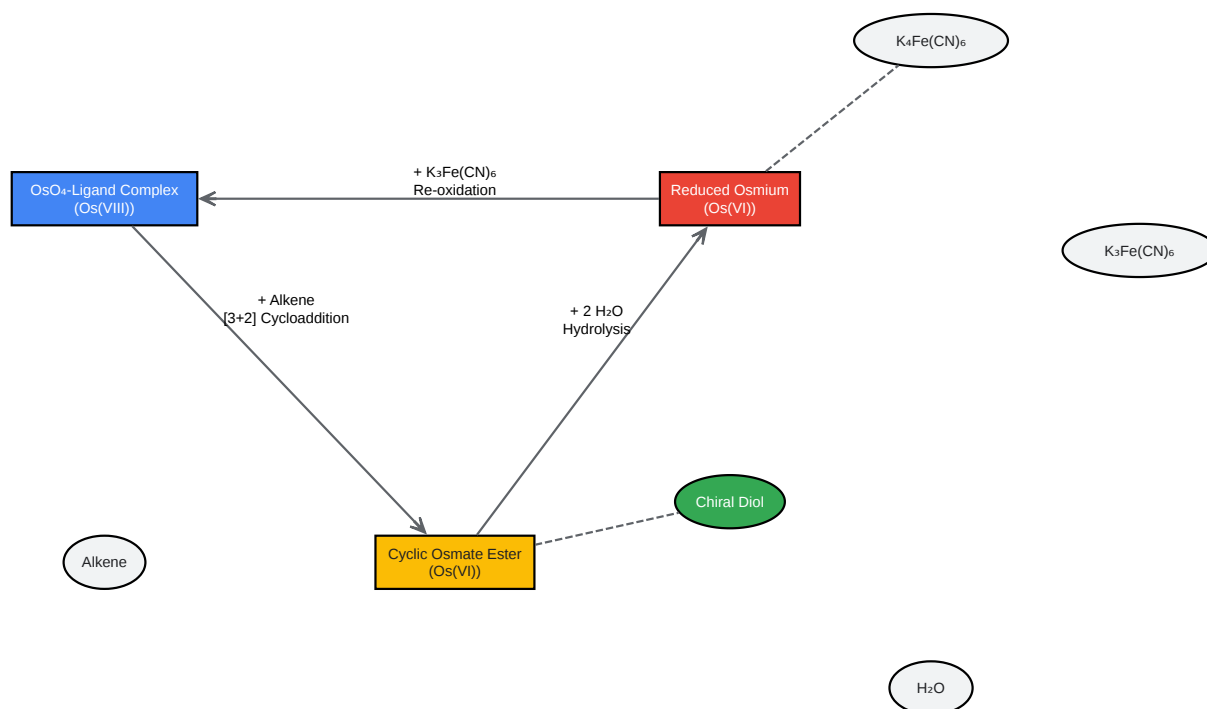 K₄Fe(CN)₆
+ K₃Fe(CN)₆
Re-oxidation
OsO₄-Ligand Complex
(Os(VIII))
Reduced Osmium
(Os(VI))
K₃Fe(CN)₆
+ Alkene
[3+2] Cycloaddition
+ 2 H₂O
Hydrolysis
Chiral Diol
Cyclic Osmate Ester
(Os(VI))
Alkene
H₂O